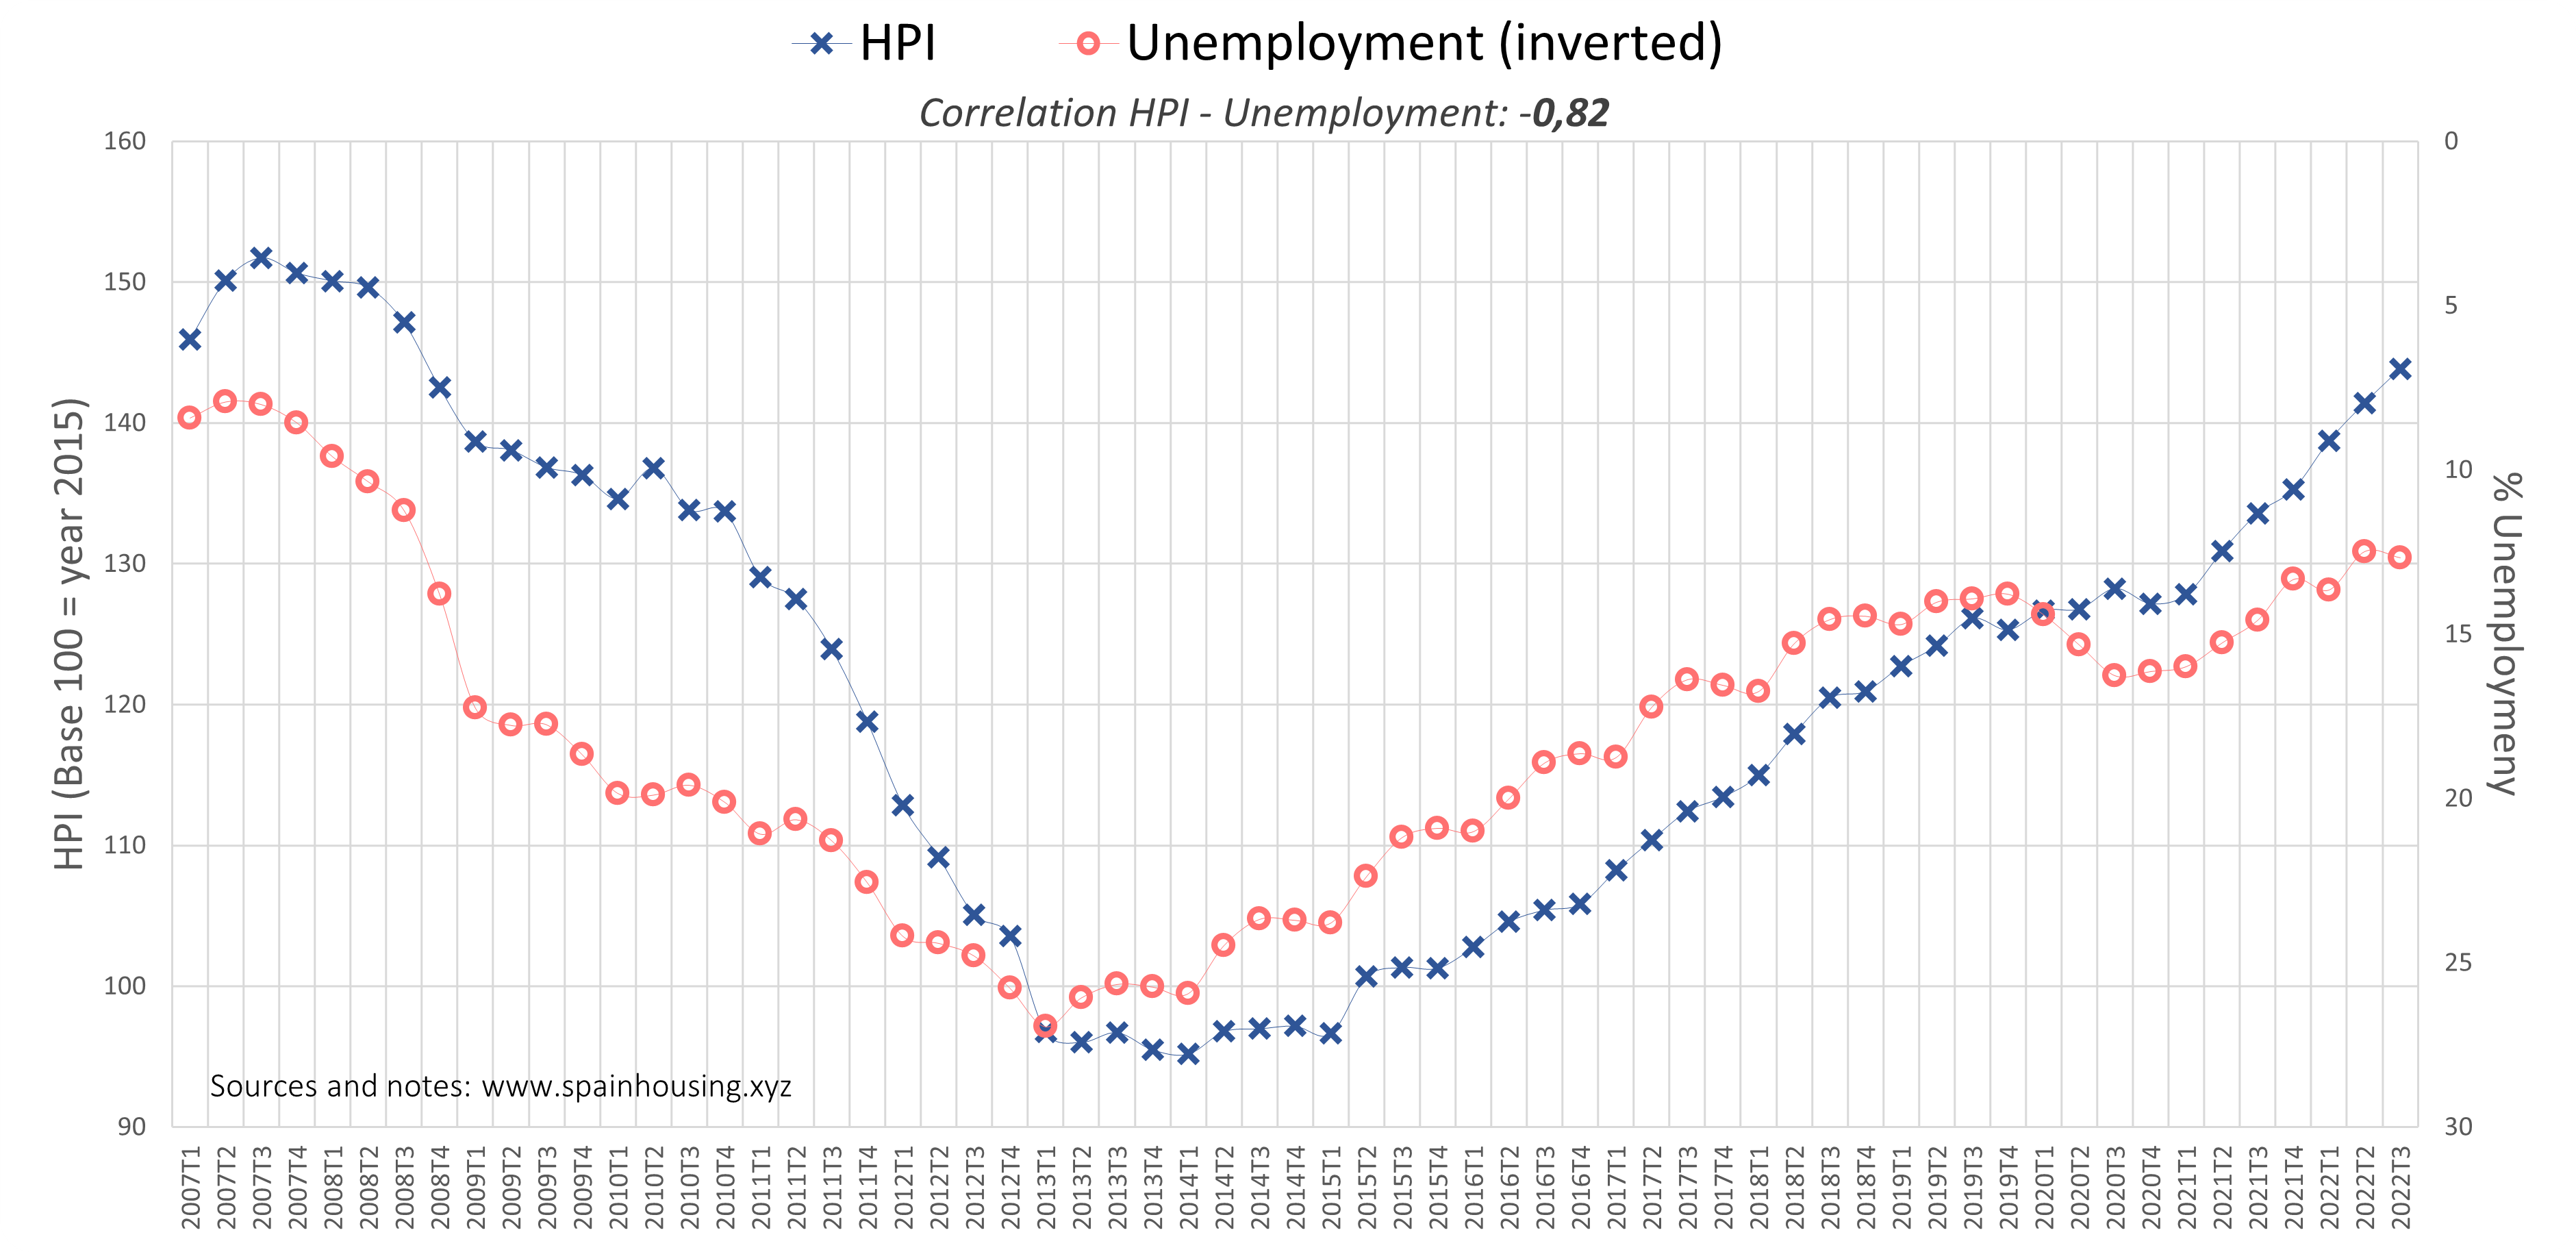 HPI
Unemployment (inverted)
Correlation HPI - Unemployment: -0,82
160
150
140
130
120
110
100
90
HPI (Base 100 = year 2015)
0
5
10
15
20
25
30
% Unemploymeny
Sources and notes: www.spainhousing.xyz
2007T1
2007T2
2007T3
2007T4
2008T1
2008T2
2008T3
2008T4
2009T1
2009T2
2009T3
2009T4
2010T1
2010T2
2010T3
2010T4
2011T1
2011T2
2011T3
2011T4
2012T1
2012T2
2012T3
2012T4
2013T1
2013T2
2013T3
2013T4
2014T1
2014T2
2014T3
2014T4
2015T1
2015T2
2015T3
2015T4
2016T1
2016T2
2016T3
2016T4
2017T1
2017T2
2017T3
2017T4
2018T1
2018T2
2018T3
2018T4
2019T1
2019T2
2019T3
2019T4
2020T1
2020T2
2020T3
2020T4
2021T1
2021T2
2021T3
2021T4
2022T1
2022T2
2022T3